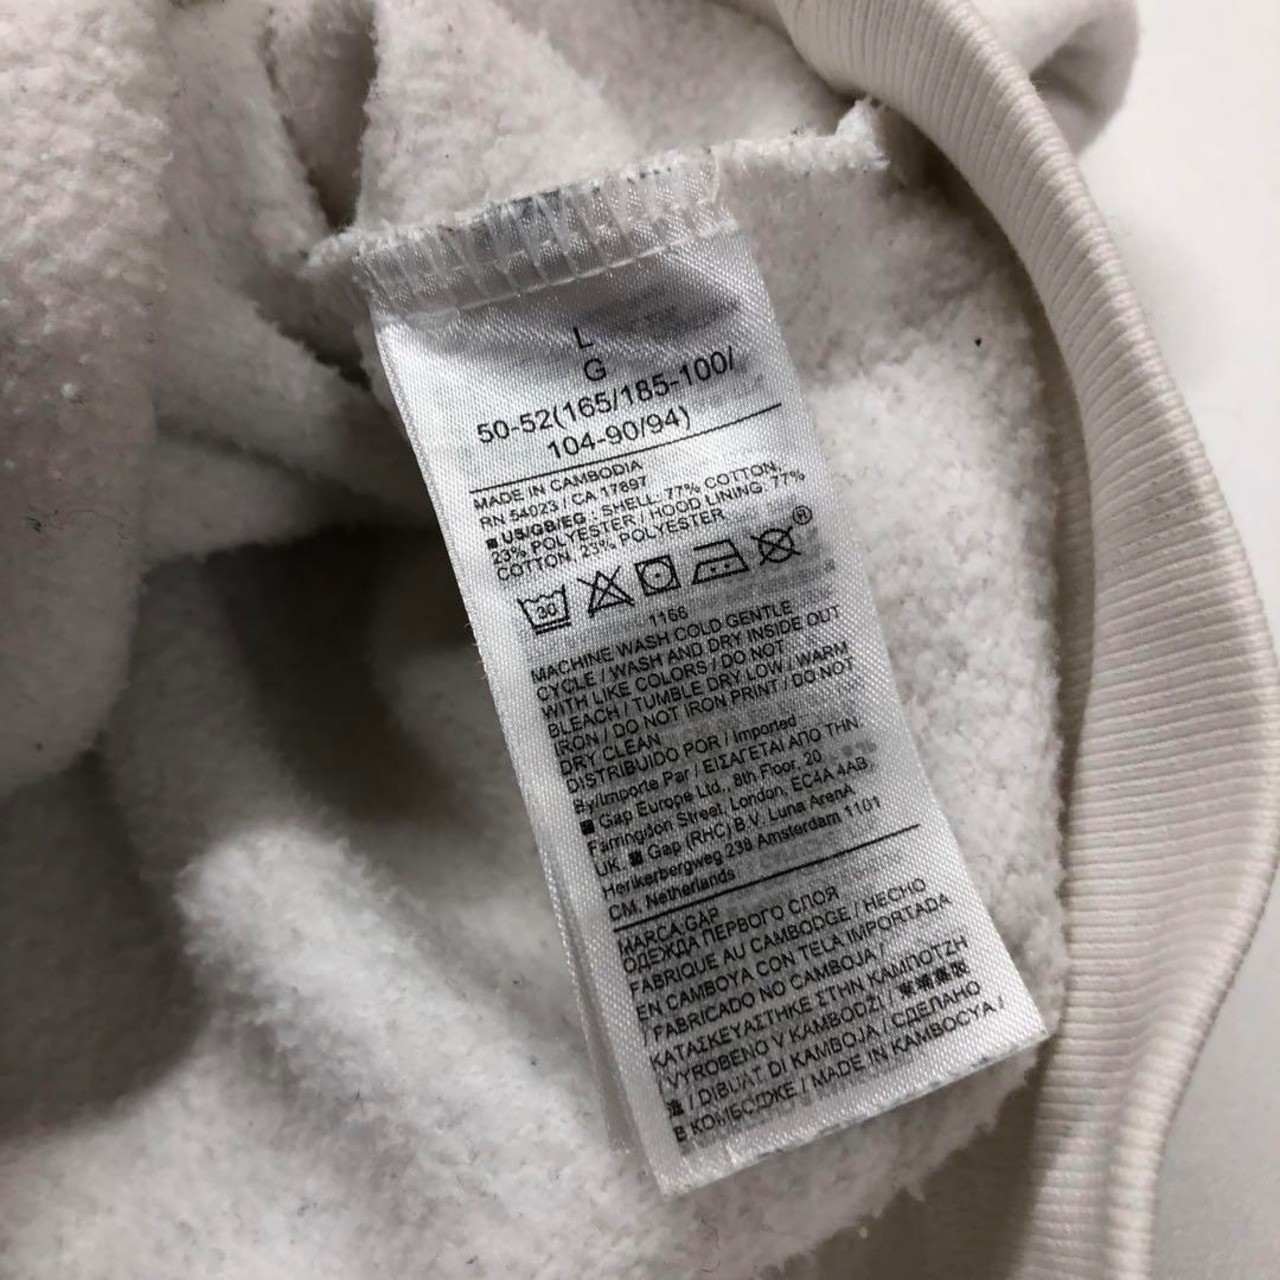 L
G
50-52(165/185-100/
104-90/94)
MADE IN CAMBODIA
RN 54023 / CA 17897
■ US/GB/EG: SHELL 77% COTTON,
23% POLYESTER / HOOD LINING 77%
COTTON, 23% POLYESTER
30
®
1166
MACHINE WASH COLD GENTLE
CYCLE / WASH AND DRY INSIDE OUT
WITH LIKE COLORS / DO NOT
BLEACH / TUMBLE DRY LOW / WARM
IRON / DO NOT IRON PRINT / DO NOT
DRY CLEAN
DISTRIBUIDO POR / Imported
By/Importe Par / ΕΙΣΑΓΕΤΑΙ ΑΠΟ ΤΗΝ:
■ Gap Europe Ltd., 8th Floor, 20
Farringdon Street, London, EC4A 4AB,
UK. ■ Gap (RHC) B.V. Luna ArenA
Herikerbergweg 238 Amsterdam 1101
CM, Netherlands
MARCA:GAP
ОДЕЖДА ПЕРВОГО СЛОЯ
FABRIQUE AU CAMBODGE / HECHO
EN CAMBOYA CON TELA IMPORTADA
/ FABRICADO NO CAMBOJA /
ΚΑΤΑΣΚΕΥΑΣΤΗΚΕ ΣΤΗΝ ΚΑΜΠΟΤΖΗ
/ VYROBENO V KAMBODZI /
/ DIBUAT DI KAMBOJA / СДЕЛАНО
В КОМБОДЖЕ / MADE IN KAMBOCYA /